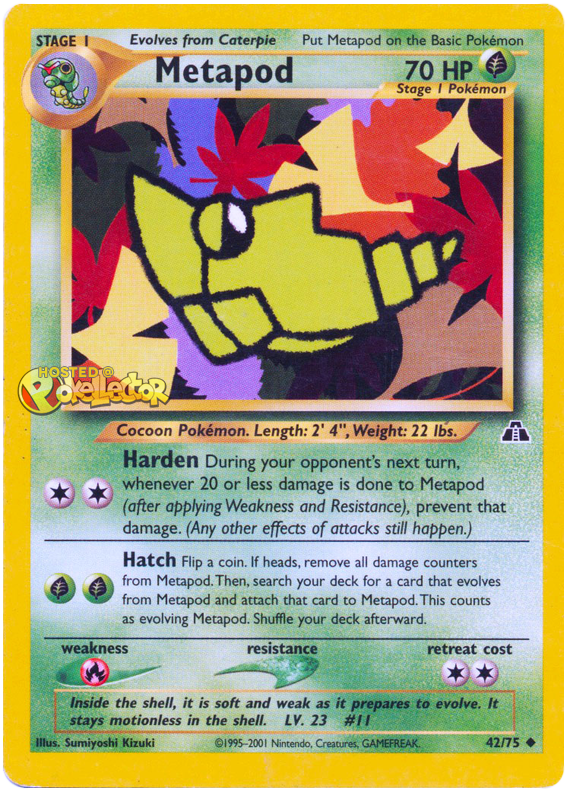 STAGE 1 Evolves from Caterpie Put Metapod on the Basic Pokémon
Metapod 70 HP
Stage 1 Pokémon
HOSTED @
Pokellector
Cocoon Pokémon. Length: 2' 4", Weight: 22 lbs.
Harden During your opponent's next turn,
whenever 20 or less damage is done to Metapod
(after applying Weakness and Resistance), prevent that
damage. (Any other effects of attacks still happen.)
Hatch Flip a coin. If heads, remove all damage counters
from Metapod. Then, search your deck for a card that evolves
from Metapod and attach that card to Metapod. This counts
as evolving Metapod. Shuffle your deck afterward.
weakness resistance retreat cost
Inside the shell, it is soft and weak as it prepares to evolve. It
stays motionless in the shell. LV. 23 #11
Illus. Sumiyoshi Kizuki ©1995-2001 Nintendo, Creatures, GAMEFREAK. 42/75